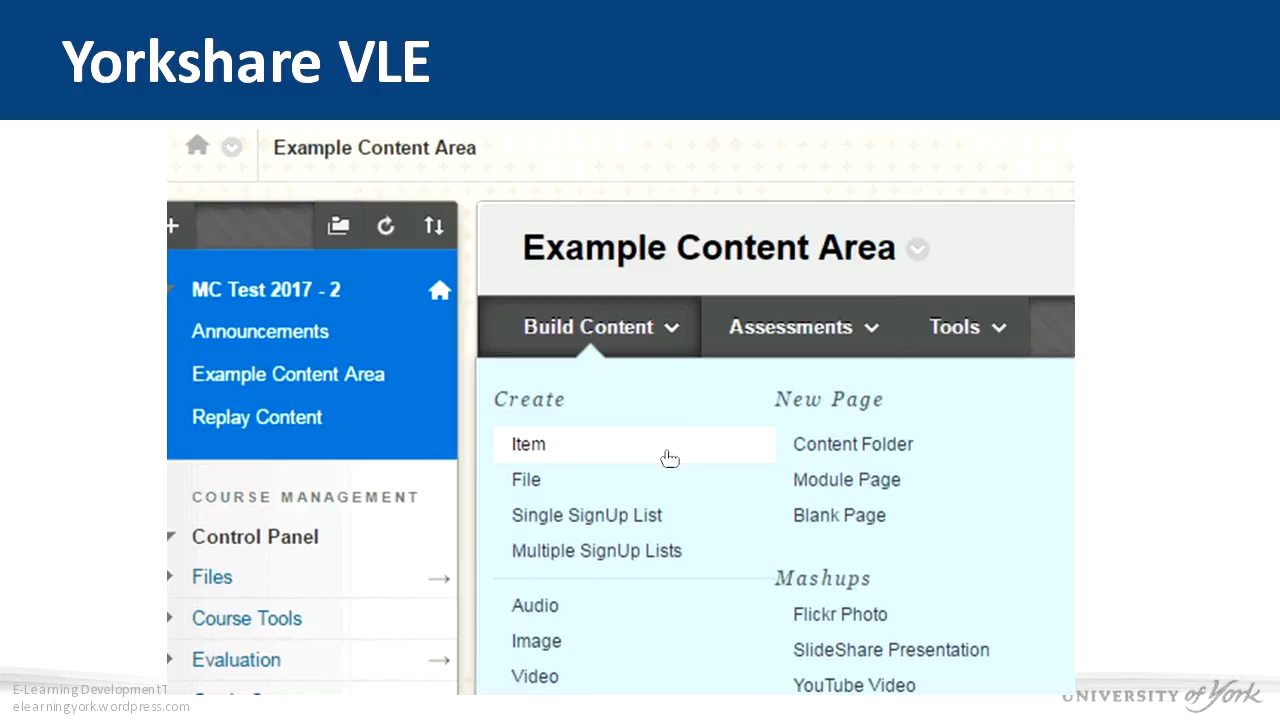 Yorkshare VLE
Example Content Area
MC Test 2017 - 2
Announcements
Example Content Area
Replay Content
COURSE MANAGEMENT
Control Panel
Files
Course Tools
Evaluation
Example Content Area
Build Content
Assessments
Tools
Create
Item
File
Single SignUp List
Multiple SignUp Lists
Audio
Image
Video
New Page
Content Folder
Module Page
Blank Page
Mashups
Flickr Photo
SlideShare Presentation
YouTube Video
E-Learning DevelopmentT
elearningyork.wordpress.com
UNIVERSITY of York